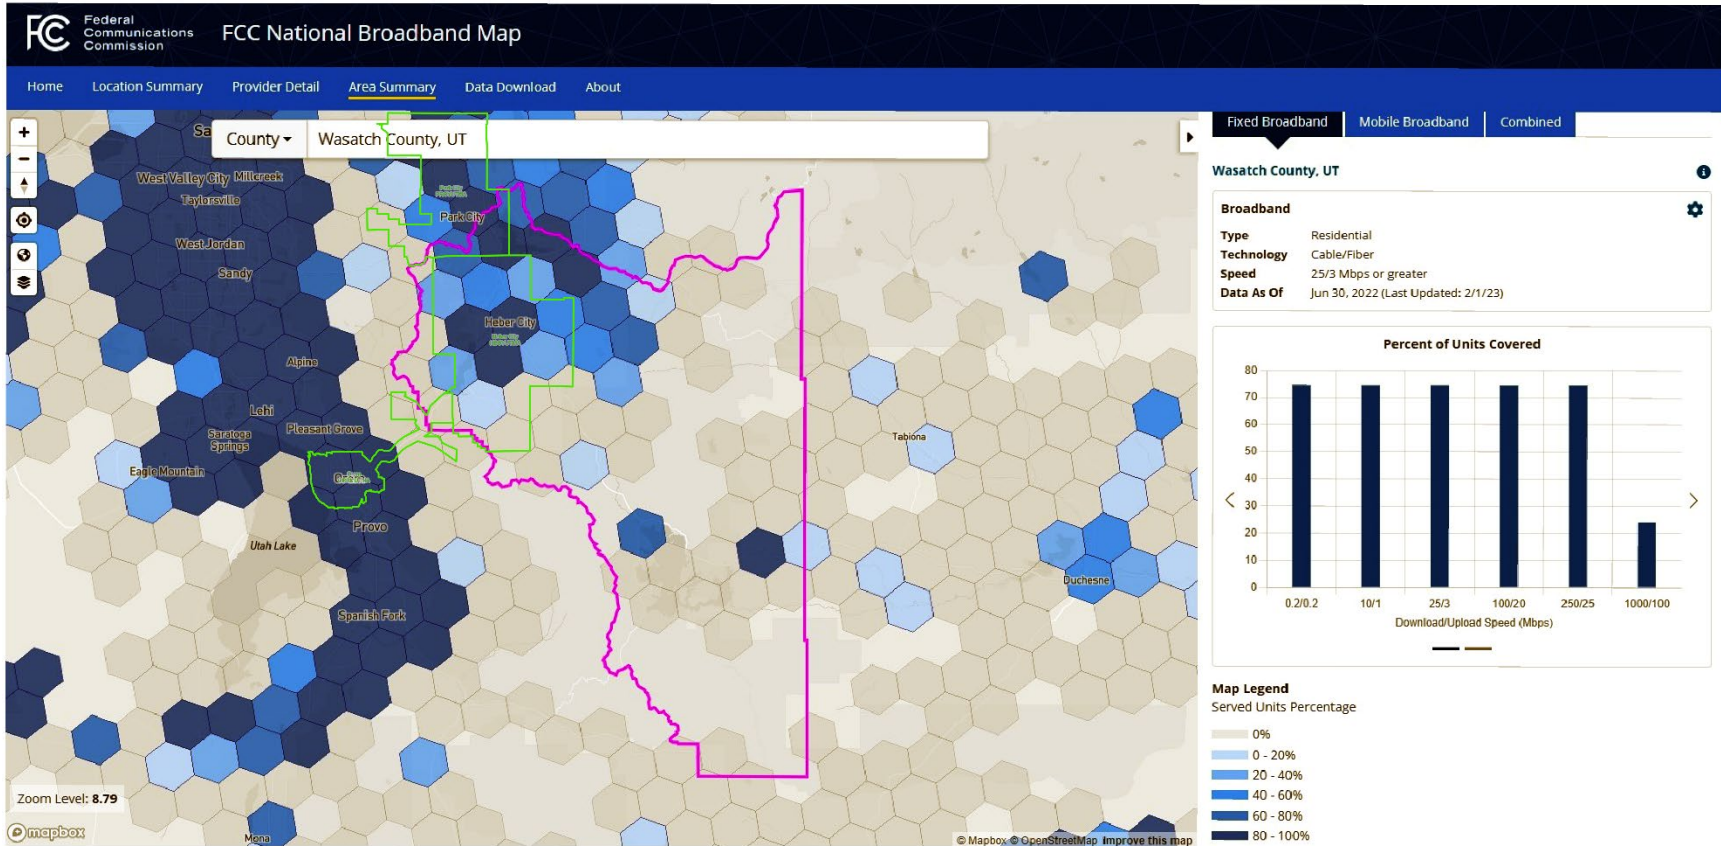 FCC
Federal
Communications
Commission
FCC National Broadband Map
Home
Location Summary
Provider Detail
Area Summary
Data Download
About
County
Wasatch County, UT
Sa
West Valley City
Millcreek
Taylorsville
Park City
West Jordan
Sandy
Heber City
Alpine
Lehi
Pleasant Grove
Saratoga
Springs
Tabiona
Eagle Mountain
Provo
Utah Lake
Duchesne
Spanish Fork
Mona
Zoom Level: 8.79
mapbox
© Mapbox © OpenStreetMap Improve this map
Fixed Broadband
Mobile Broadband
Combined
Wasatch County, UT
Broadband
Type Residential
Technology Cable/Fiber
Speed 25/3 Mbps or greater
Data As Of Jun 30, 2022 (Last Updated: 2/1/23)
Percent of Units Covered
80
70
60
50
40
30
20
10
0
0.2/0.2 10/1 25/3 100/20 250/25 1000/100
Download/Upload Speed (Mbps)
Map Legend
Served Units Percentage
0%
0 - 20%
20 - 40%
40 - 60%
60 - 80%
80 - 100%